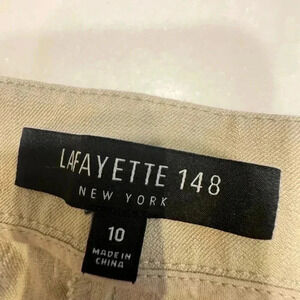 LAFAYETTE 148
NEW YORK
10
MADE IN
CHINA